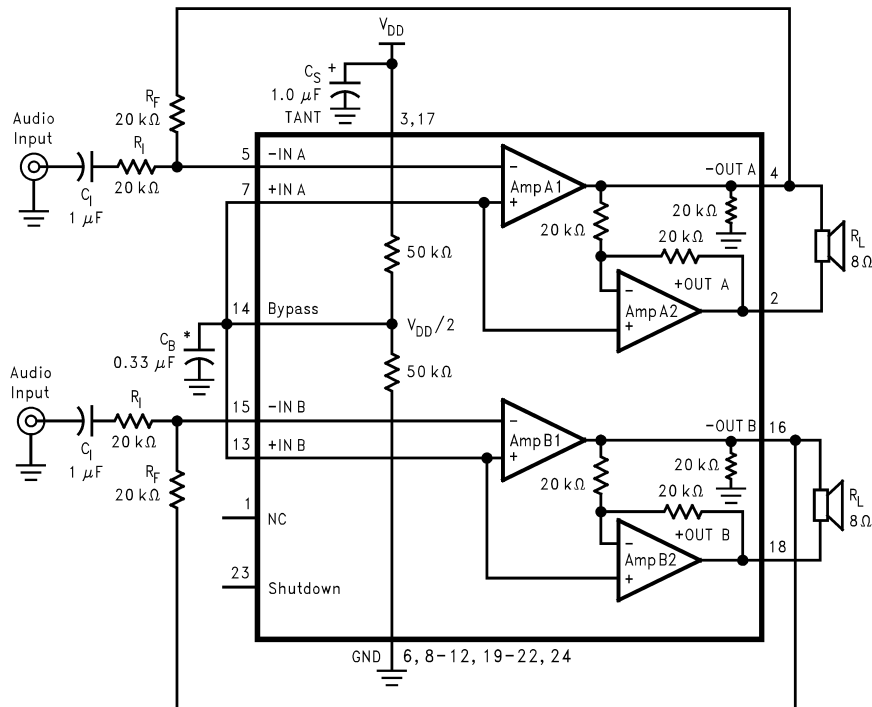 V_DD
C_S +
1.0 μF
TANT
3,17
R_F
20 kΩ
Audio
Input
R_I
20 kΩ
C_I
1 μF
5
-IN A
7
+IN A
-
Amp A1
+
-OUT A
4
20 kΩ
20 kΩ
20 kΩ
R_L
8Ω
50 kΩ
+OUT A
-
Amp A2
+
2
14
Bypass
V_DD/2
C_B *
0.33 μF
50 kΩ
Audio
Input
R_I
20 kΩ
C_I
1 μF
15
-IN B
13
+IN B
-
Amp B1
+
-OUT B
16
R_F
20 kΩ
20 kΩ
20 kΩ
20 kΩ
R_L
8Ω
1
NC
+OUT B
-
Amp B2
+
18
23
Shutdown
GND
6, 8-12, 19-22, 24